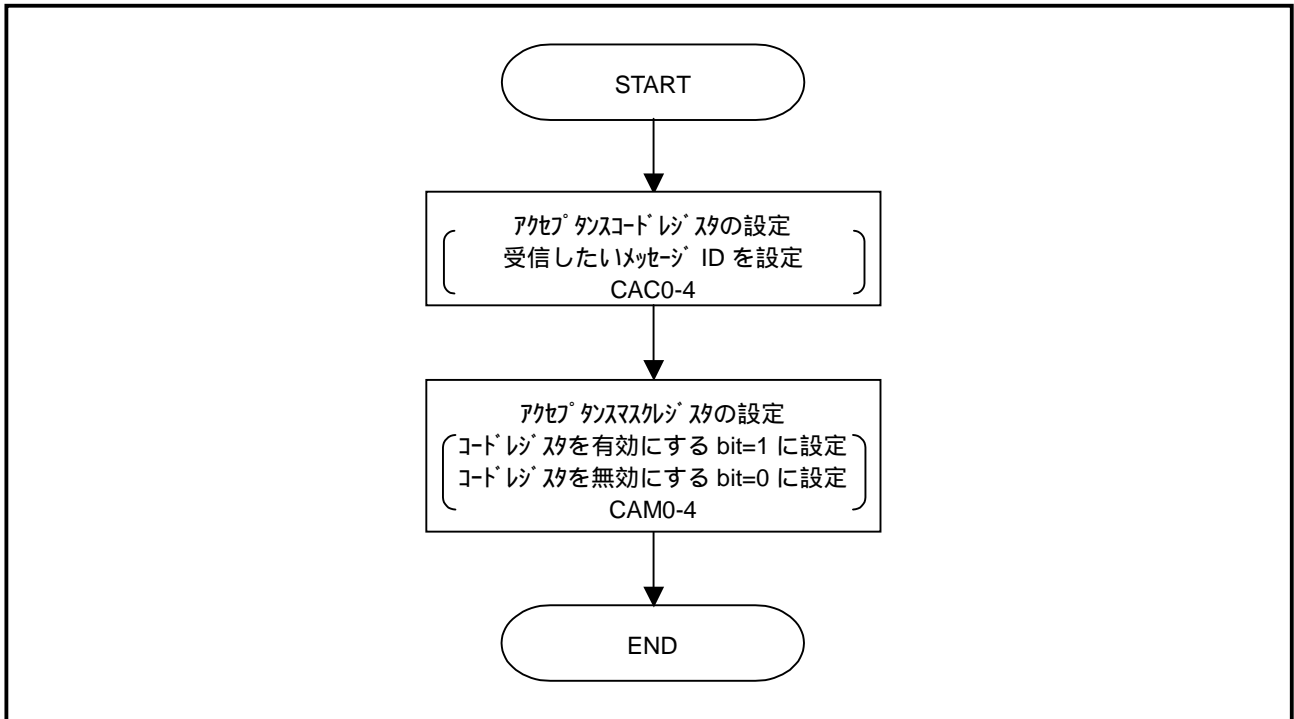 START
ｱｸｾﾌﾟﾀﾝｽｺｰﾄﾞﾚｼﾞｽﾀの設定
受信したいﾒｯｾｰｼﾞ ID を設定
CAC0-4
ｱｸｾﾌﾟﾀﾝｽﾏｽｸﾚｼﾞｽﾀの設定
ｺｰﾄﾞﾚｼﾞｽﾀを有効にする bit=1 に設定
ｺｰﾄﾞﾚｼﾞｽﾀを無効にする bit=0 に設定
CAM0-4
END